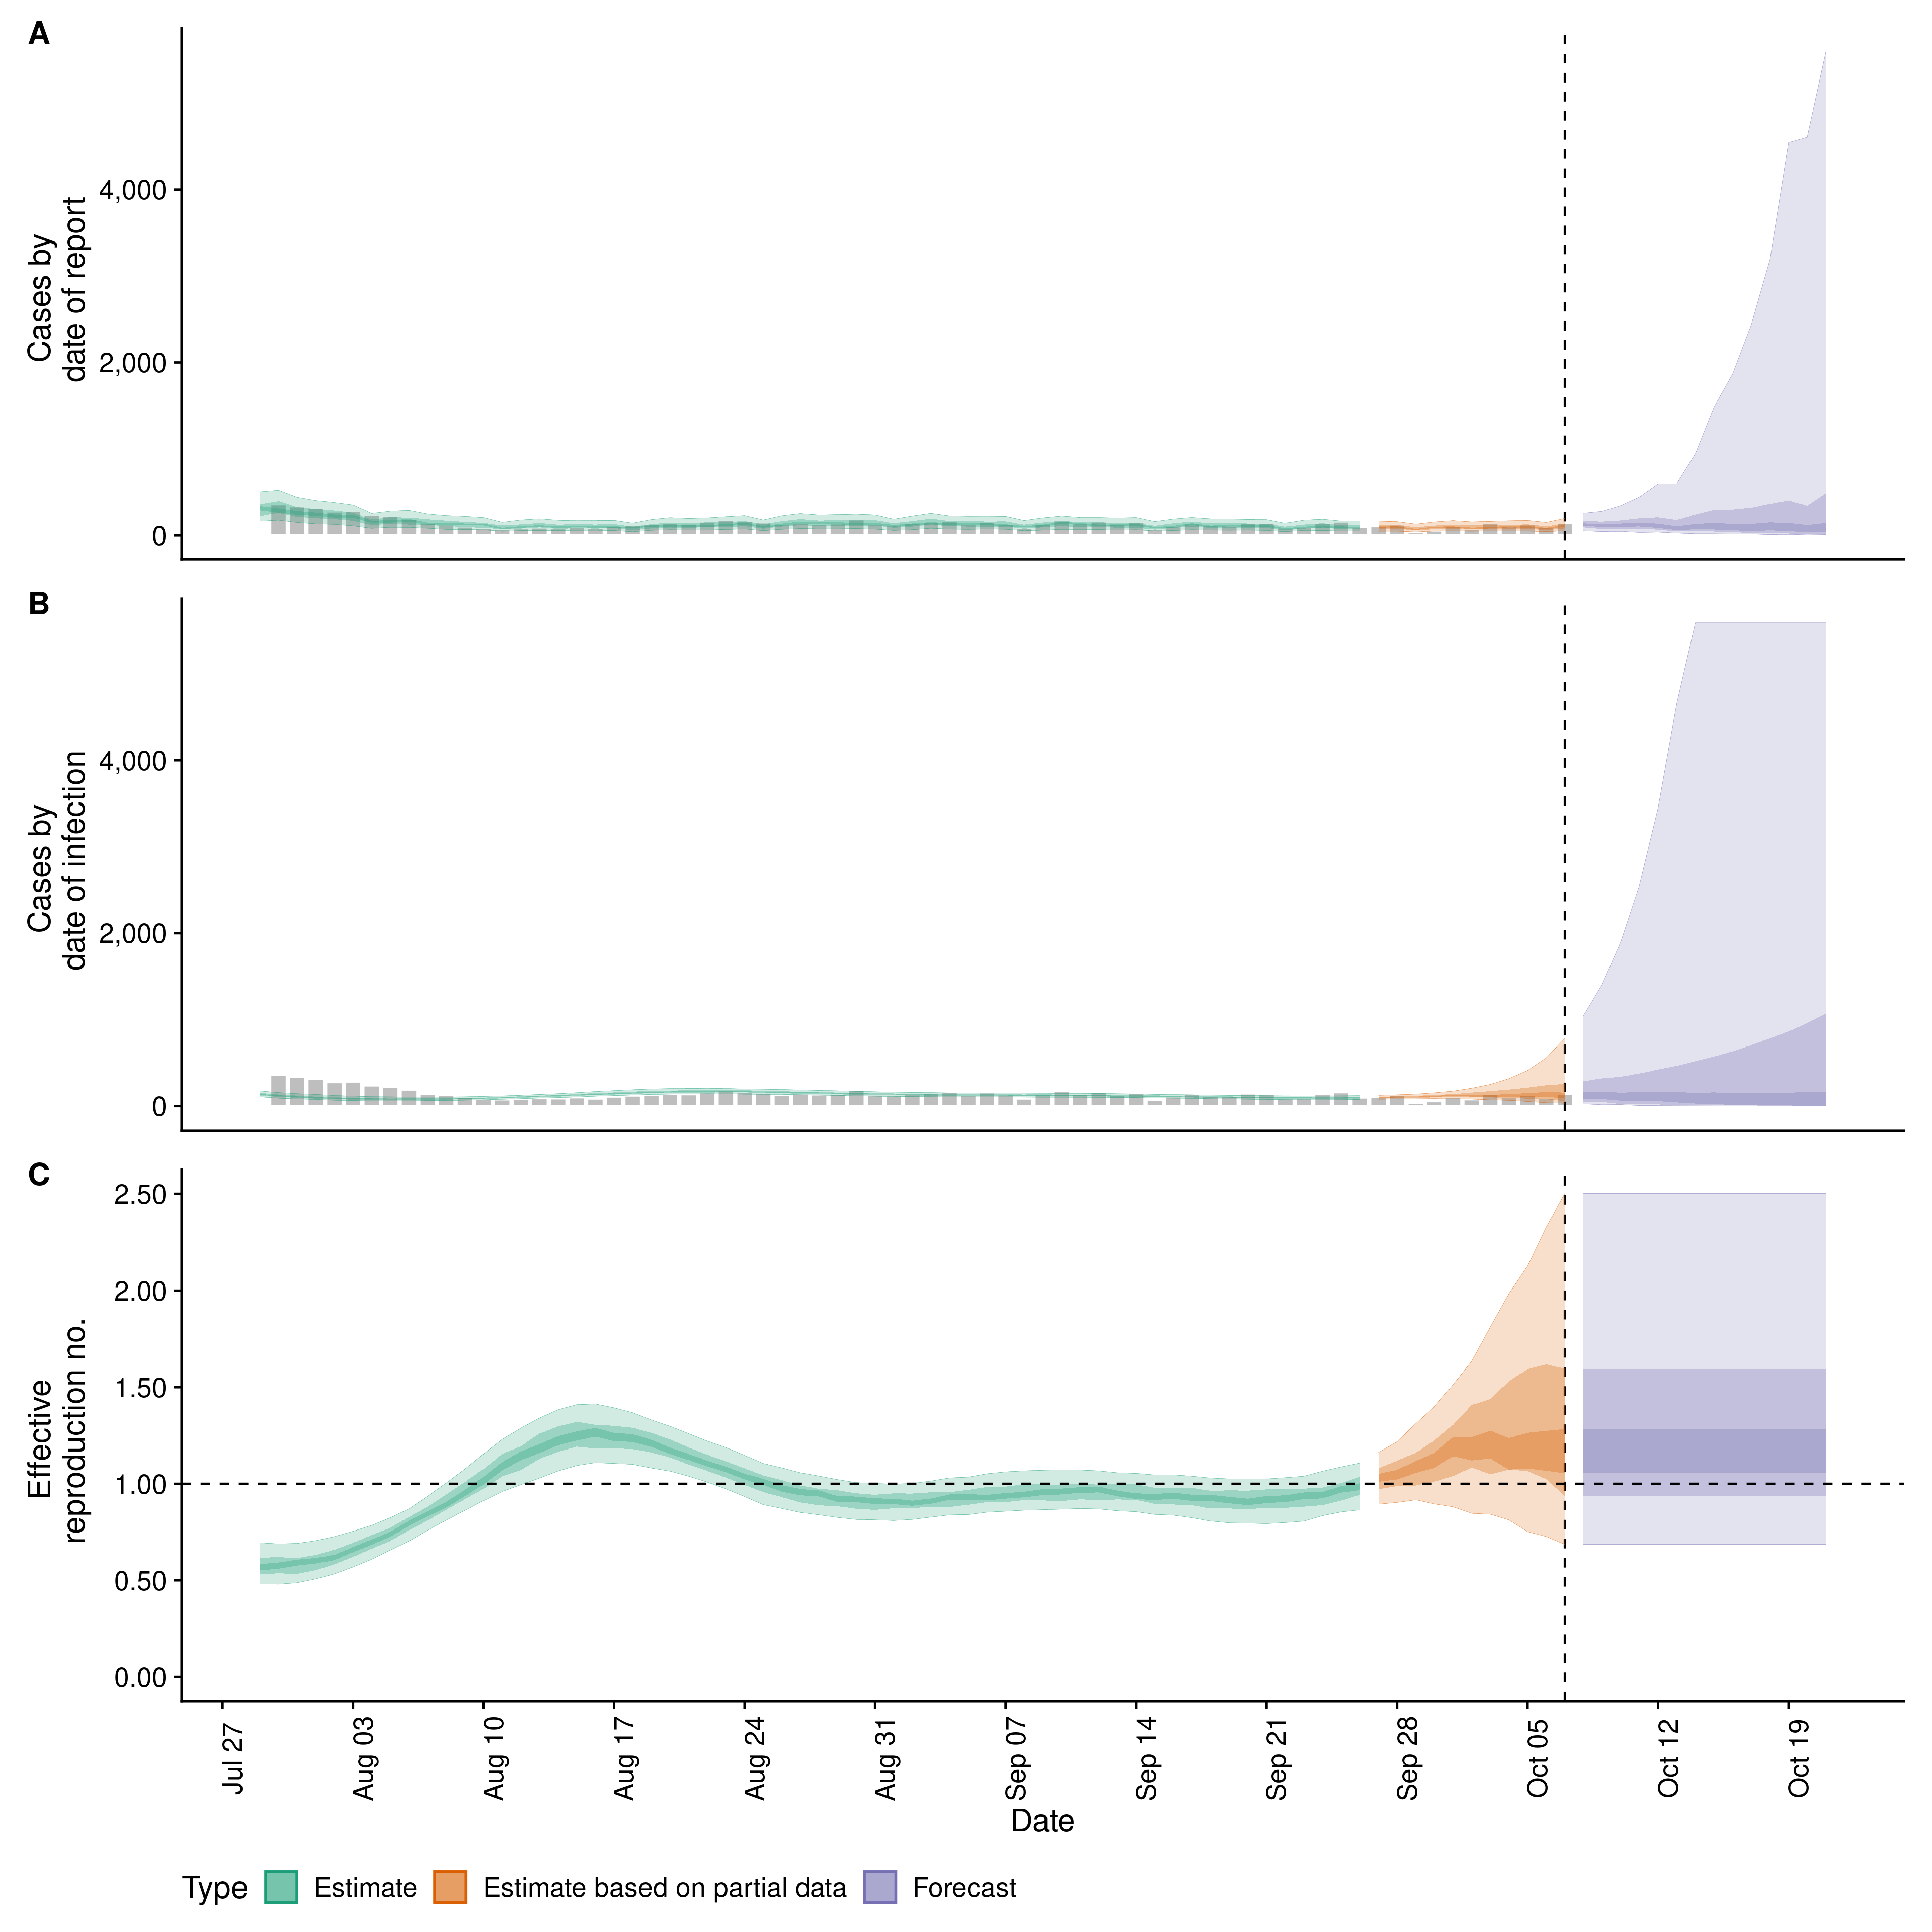 A
Cases by
date of report
4,000
2,000
0
B
Cases by
date of infection
4,000
2,000
0
C
Effective
reproduction no.
2.50
2.00
1.50
1.00
0.50
0.00
Jul 27
Aug 03
Aug 10
Aug 17
Aug 24
Aug 31
Sep 07
Sep 14
Sep 21
Sep 28
Oct 05
Oct 12
Oct 19
Date
Type Estimate Estimate based on partial data Forecast